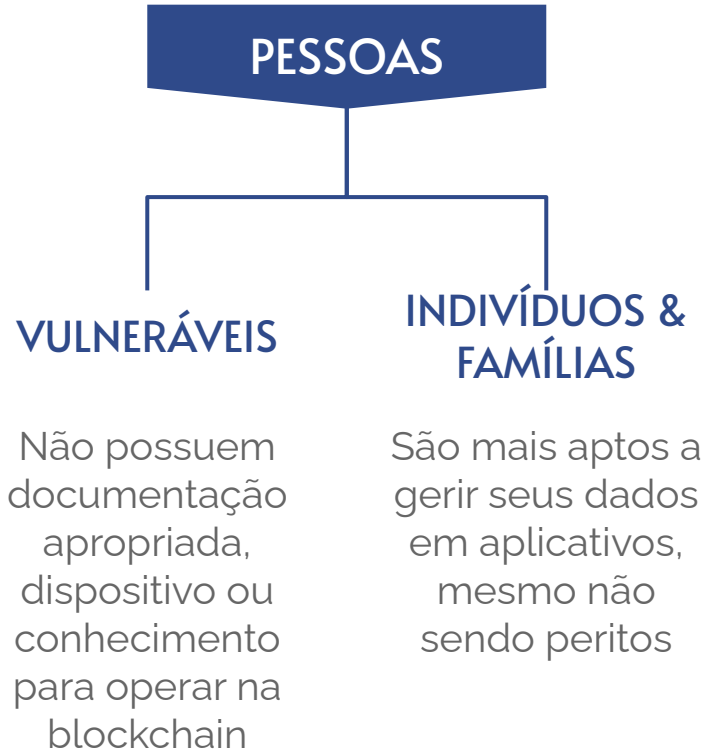 PESSOAS
VULNERÁVEIS
Não possuem
documentação
apropriada,
dispositivo ou
conhecimento
para operar na
blockchain
INDIVÍDUOS &
FAMÍLIAS
São mais aptos a
gerir seus dados
em aplicativos,
mesmo não
sendo peritos